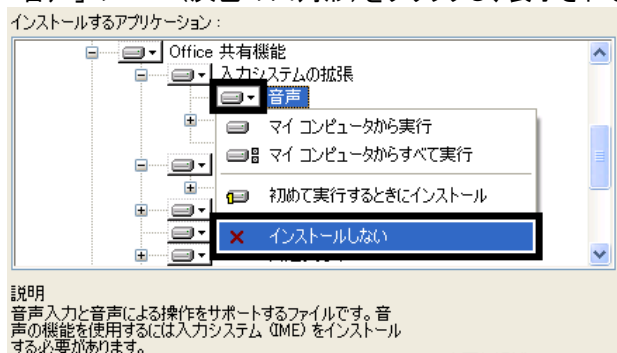 インストールするアプリケーション :
Office 共有機能
入力システムの拡張
音声
マイ コンピュータから実行
マイ コンピュータからすべて実行
初めて実行するときにインストール
インストールしない
説明
音声入力と音声による操作をサポートするファイルです。音
声の機能を使用するには入力システム (IME) をインストール
する必要があります。